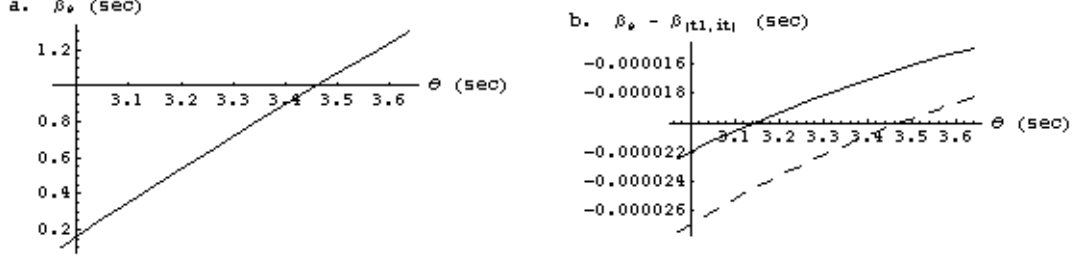 a. βₑ (sec)
1.2
θ (sec)
3.1 3.2 3.3 3.4 3.5 3.6
0.8
0.6
0.4
0.2
b. βₑ - β|t1,it| (sec)
-0.000016
-0.000018
θ (sec)
3.1 3.2 3.3 3.4 3.5 3.6
-0.000022
-0.000024
-0.000026